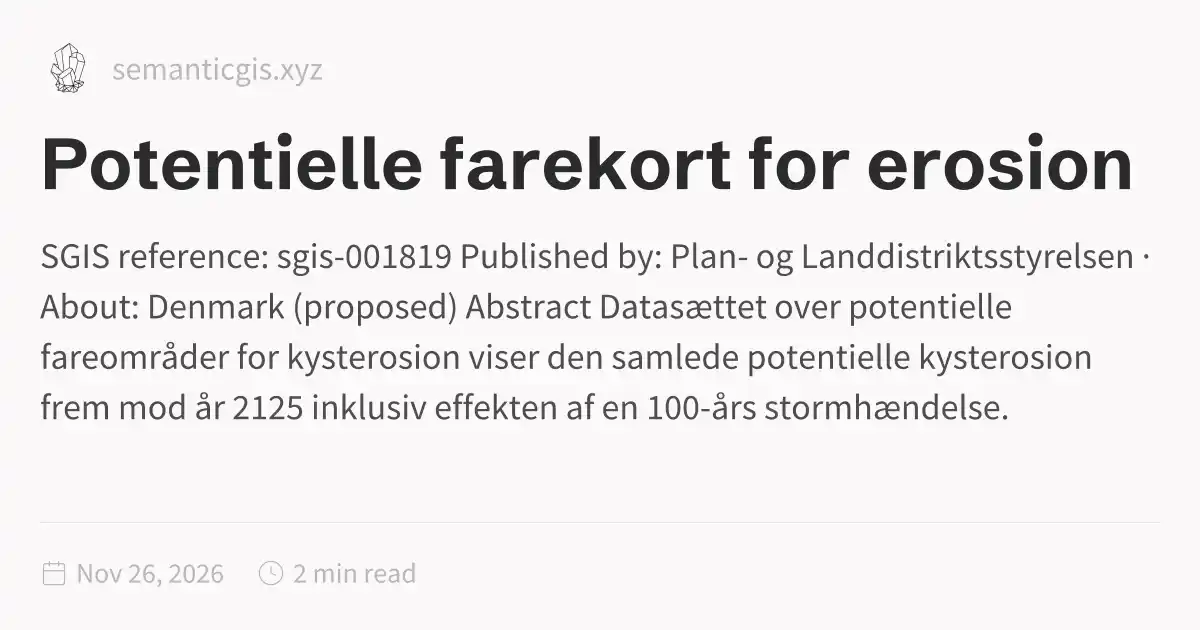 semanticgis.xyz
Potentielle farekort for erosion
SGIS reference: sgis-001819 Published by: Plan- og Landdistriktsstyrelsen ·
About: Denmark (proposed) Abstract Datasættet over potentielle
fareområder for kysterosion viser den samlede potentielle kysterosion
frem mod år 2125 inklusiv effekten af en 100-års stormhændelse.
Nov 26, 2026 2 min read